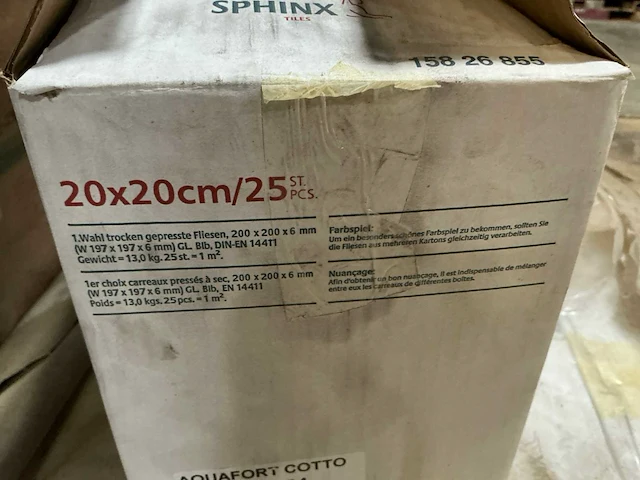 SPHINX
TILES
158 26 855
20x20cm/25 ST. PCS.
1.Wahl trocken gepresste Fliesen, 200 x 200 x 6 mm
(W 197 x 197 x 6 mm) GL. BIb, DIN-EN 14411
Gewicht = 13,0 kg. 25 st. = 1 m².
1er choix carreaux pressés à sec, 200 x 200 x 6 mm
(W 197 x 197 x 6 mm) GL. BIb, EN 14411
Poids = 13,0 kgs. 25 pcs. = 1 m².
Farbspiel:
Um ein besonders schönes Farbspiel zu bekommen, sollten Sie
die Fliesen aus mehreren Kartons gleichzeitig verarbeiten.
Nuançage:
Afin d'obtenir un bon nuançage, il est indispensable de mélanger
entre eux les carreaux de différentes boîtes.
AQUAFORT COTTO